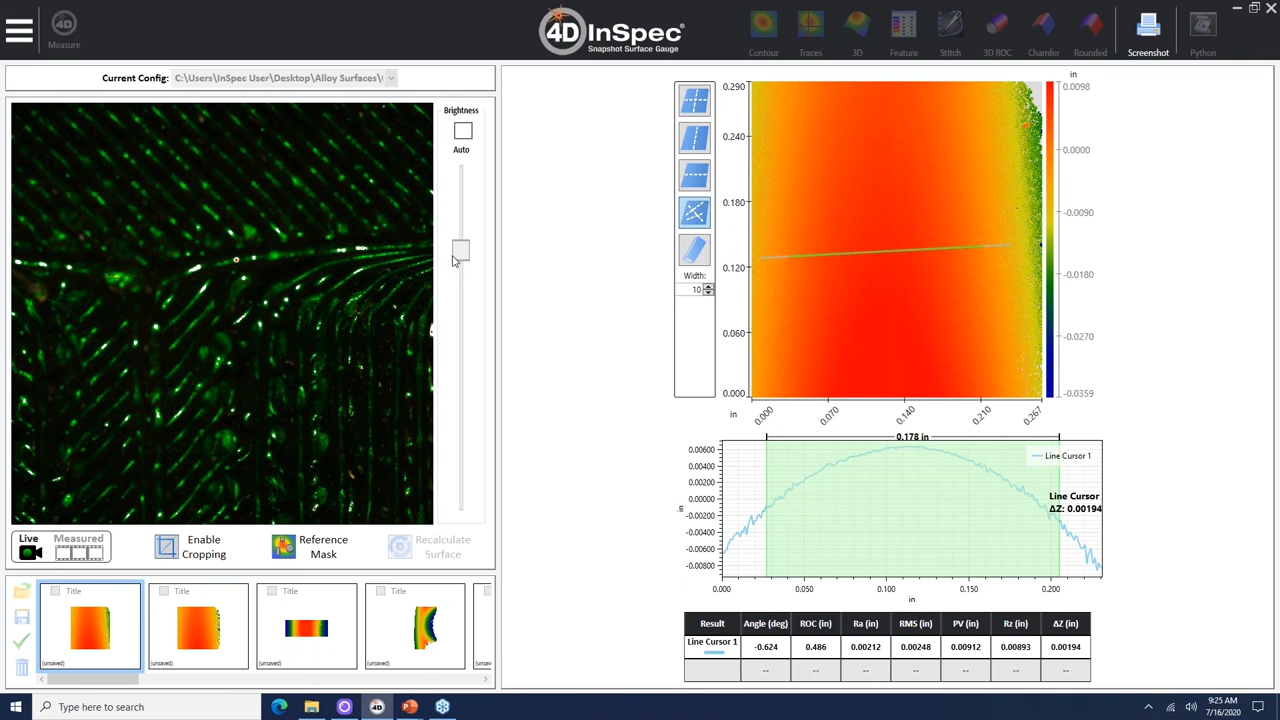 4D
Measure
4D InSpec®
Snapshot Surface Gauge
Contour
Traces
3D
Feature
Stitch
3D ROC
Chamfer
Rounded
Screenshot
Python
Current Config: C:\Users\InSpec User\Desktop\Alloy Surfaces\
Brightness
Auto
Live
Measured
Enable
Cropping
Reference
Mask
Recalculate
Surface
Title
(unsaved)
Title
(unsaved)
Title
(unsaved)
Title
(unsaved)
Width:
10
0.290
0.240
0.180
0.120
0.060
0.000
in
0.000
0.070
0.140
0.210
0.267
in
0.0098
0.0000
-0.0090
-0.0180
-0.0270
-0.0359
0.178 in
Line Cursor 1
Line Cursor
ΔZ: 0.00194
0.00600
0.00400
0.00200
0.00000
-0.00200
-0.00400
-0.00600
-0.00800
in
0.000
0.050
0.100
0.150
0.200
in
Result Angle (deg) ROC (in) Ra (in) RMS (in) PV (in) Rz (in) ΔZ (in)
Line Cursor 1 -0.624 0.486 0.00212 0.00248 0.00912 0.00893 0.00194
-- -- -- -- -- -- --
Type here to search
4D
9:25 AM
7/16/2020